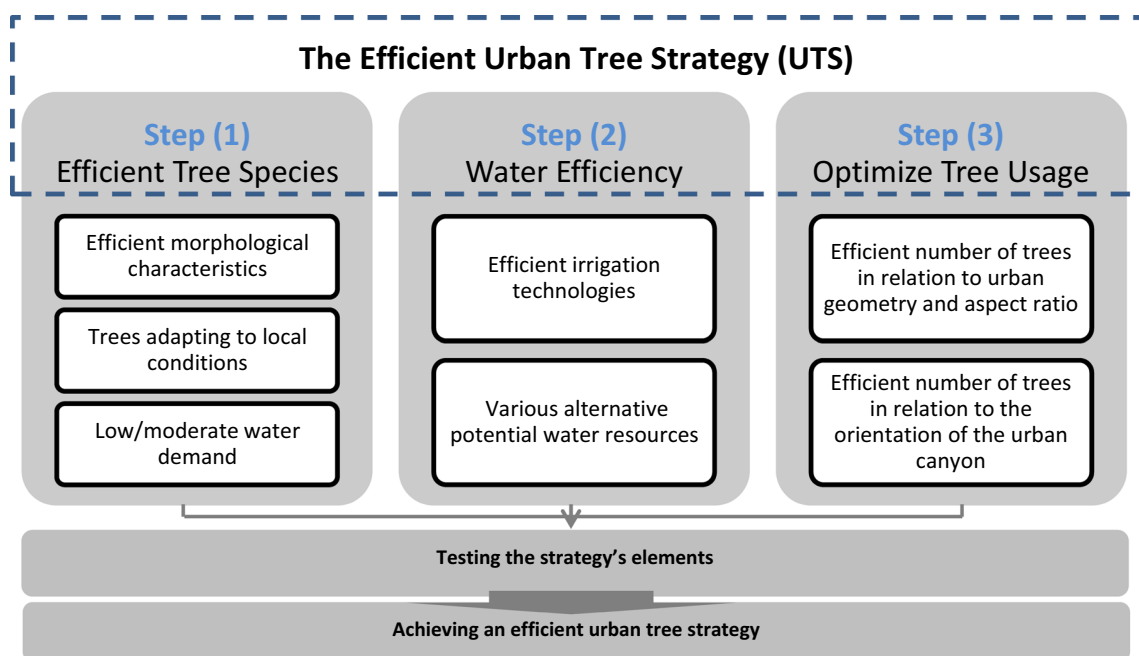 The Efficient Urban Tree Strategy (UTS)
Step (1)
Efficient Tree Species
Efficient morphological
characteristics
Trees adapting to local
conditions
Low/moderate water
demand
Step (2)
Water Efficiency
Efficient irrigation
technologies
Various alternative
potential water resources
Step (3)
Optimize Tree Usage
Efficient number of trees
in relation to urban
geometry and aspect ratio
Efficient number of trees
in relation to the
orientation of the urban
canyon
Testing the strategy's elements
Achieving an efficient urban tree strategy